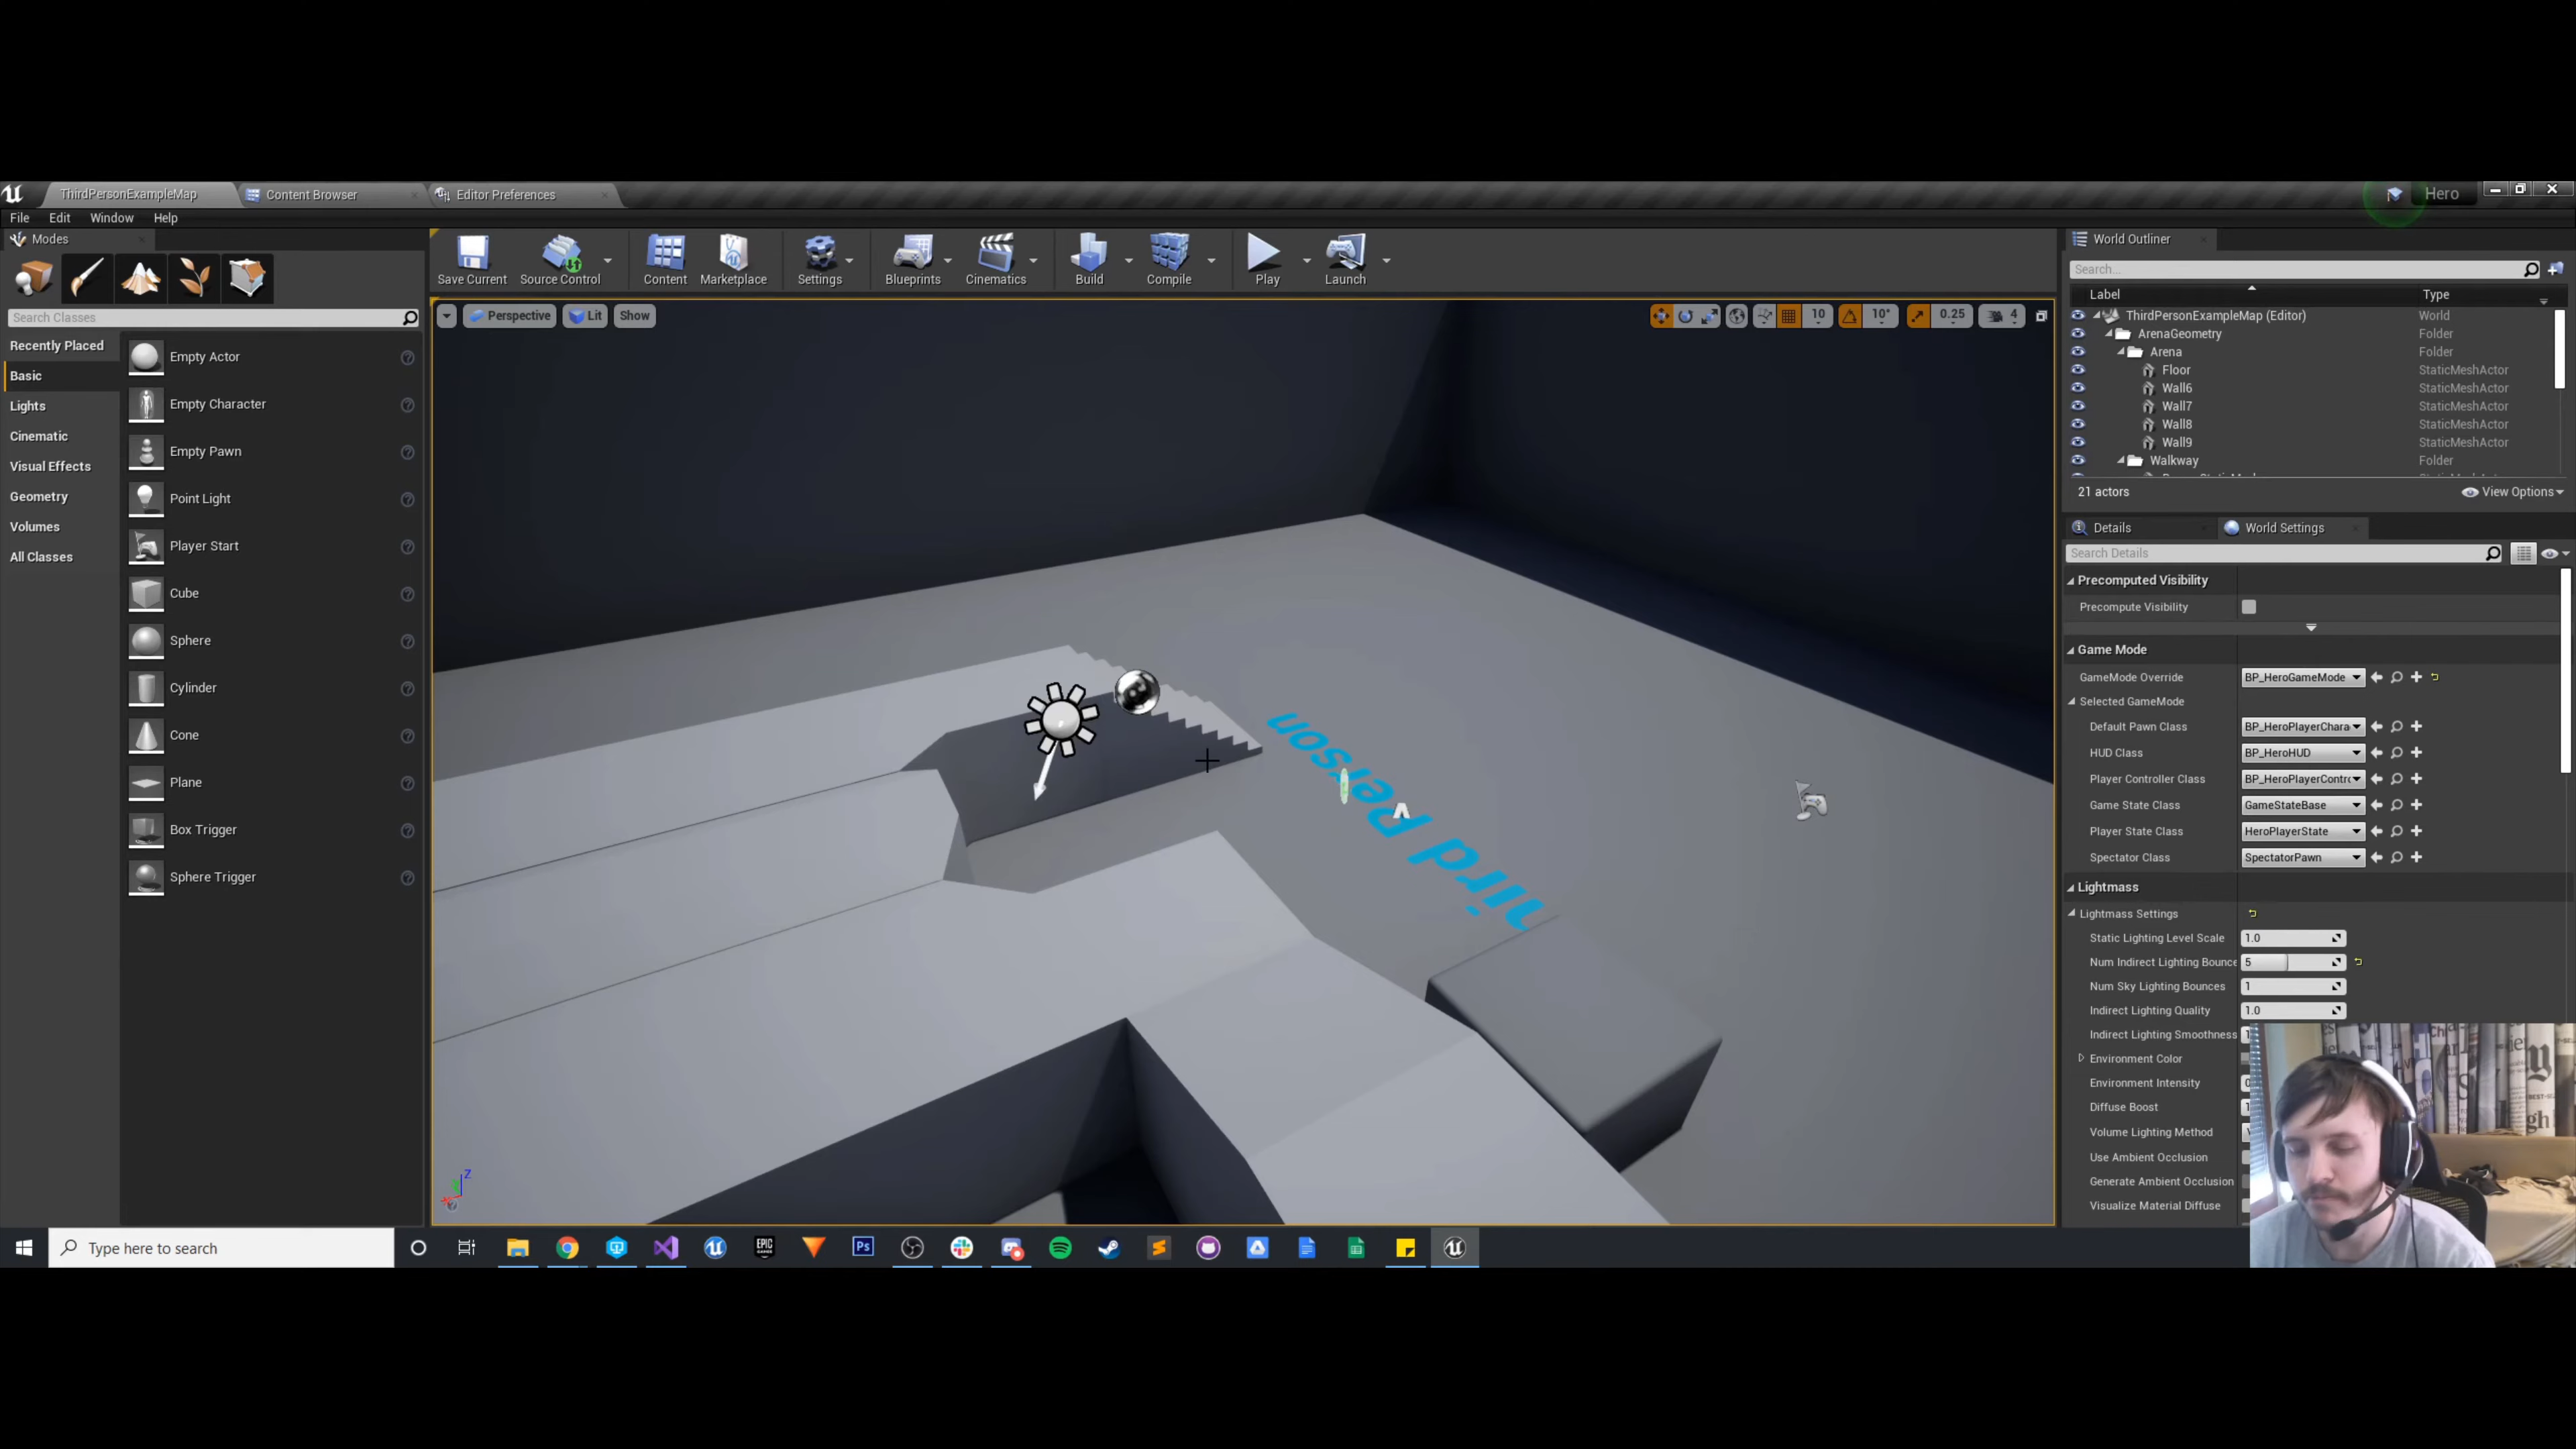 ThirdPersonExampleMap
Content Browser
Editor Preferences
Hero
File Edit Window Help
Modes
Search Classes
Recently Placed
Basic
Lights
Cinematic
Visual Effects
Geometry
Volumes
All Classes
Empty Actor
Empty Character
Empty Pawn
Point Light
Player Start
Cube
Sphere
Cylinder
Cone
Plane
Box Trigger
Sphere Trigger
Save Current
Source Control
Content
Marketplace
Settings
Blueprints
Cinematics
Build
Compile
Play
Launch
Perspective
Lit
Show
10
10°
0.25
4
hird Person
Z
World Outliner
Search...
Label Type
ThirdPersonExampleMap (Editor) World
ArenaGeometry Folder
Arena Folder
Floor StaticMeshActor
Wall6 StaticMeshActor
Wall7 StaticMeshActor
Wall8 StaticMeshActor
Wall9 StaticMeshActor
Walkway Folder
21 actors
View Options
Details
World Settings
Search Details
Precomputed Visibility
Precompute Visibility
Game Mode
GameMode Override BP_HeroGameMode
Selected GameMode
Default Pawn Class BP_HeroPlayerChara
HUD Class BP_HeroHUD
Player Controller Class BP_HeroPlayerContro
Game State Class GameStateBase
Player State Class HeroPlayerState
Spectator Class SpectatorPawn
Lightmass
Lightmass Settings
Static Lighting Level Scale 1.0
Num Indirect Lighting Bounce 5
Num Sky Lighting Bounces 1
Indirect Lighting Quality 1.0
Indirect Lighting Smoothness
Environment Color
Environment Intensity
Diffuse Boost
Volume Lighting Method
Use Ambient Occlusion
Generate Ambient Occlusion
Visualize Material Diffuse
Type here to search
EPIC GAMES
Ps